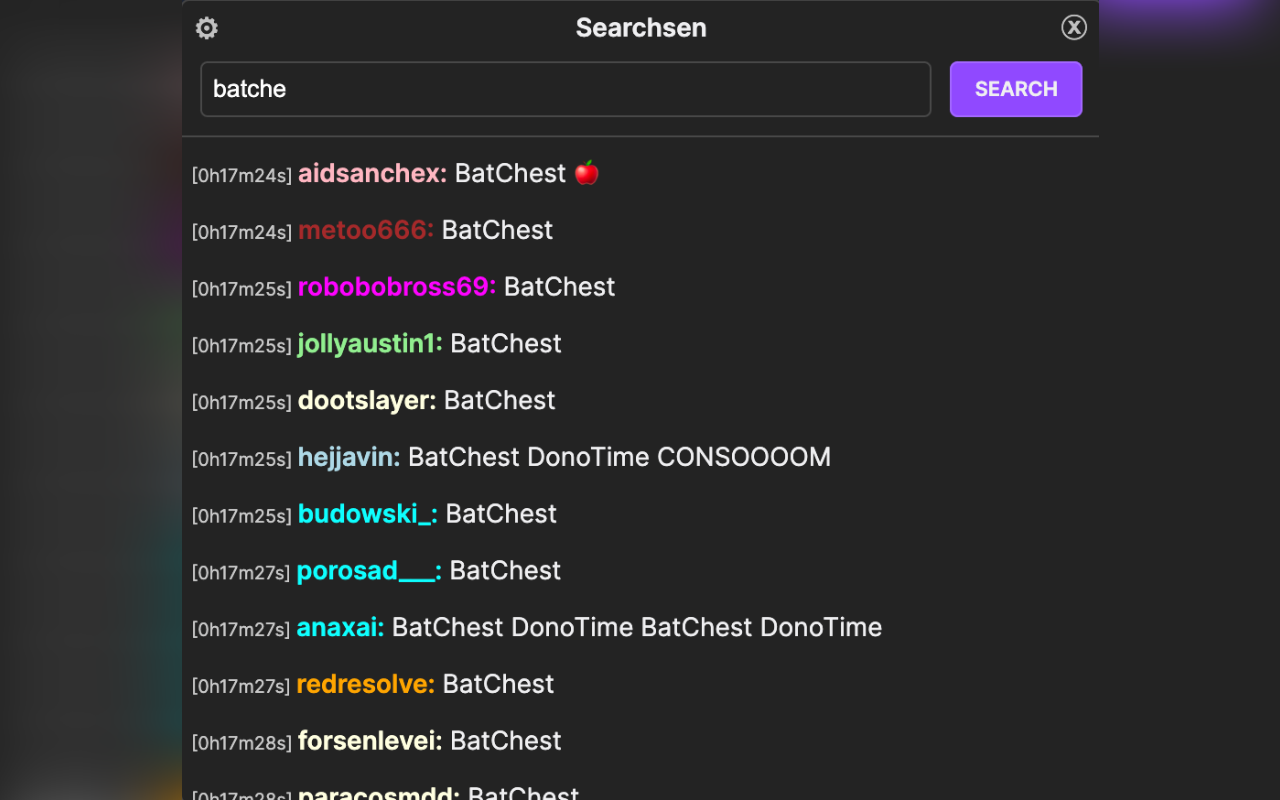 Searchsen
batche
SEARCH
[0h17m24s] aidsanchex: BatChest 🍎
[0h17m24s] metoo666: BatChest
[0h17m25s] robobobross69: BatChest
[0h17m25s] jollyaustin1: BatChest
[0h17m25s] dootslayer: BatChest
[0h17m25s] hejjavin: BatChest DonoTime CONSOOOOM
[0h17m25s] budowski_: BatChest
[0h17m27s] porosad___: BatChest
[0h17m27s] anaxai: BatChest DonoTime BatChest DonoTime
[0h17m27s] redresolve: BatChest
[0h17m28s] forsenlevei: BatChest
[0h17m28s] paracosmdd: BatChest